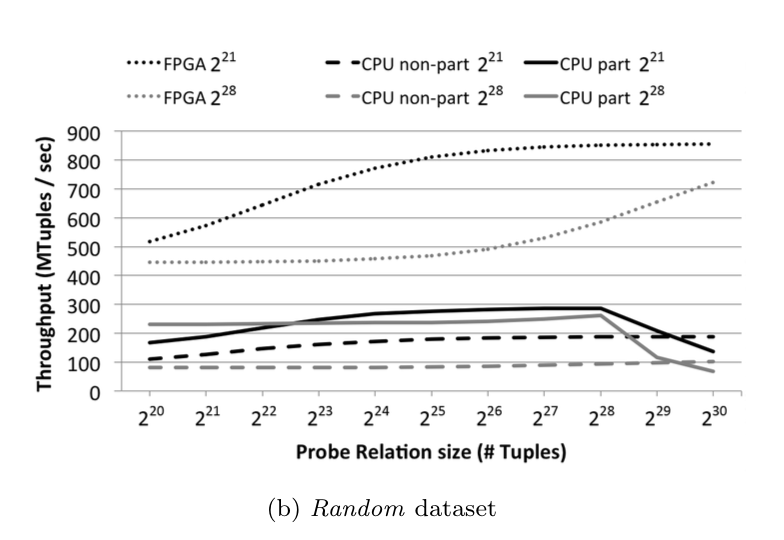 FPGA 2^21 CPU non-part 2^21 CPU part 2^21
FPGA 2^28 CPU non-part 2^28 CPU part 2^28
Throughput (MTuples / sec)
900
800
700
600
500
400
300
200
100
0
2^20 2^21 2^22 2^23 2^24 2^25 2^26 2^27 2^28 2^29 2^30
Probe Relation size (# Tuples)
(b) Random dataset